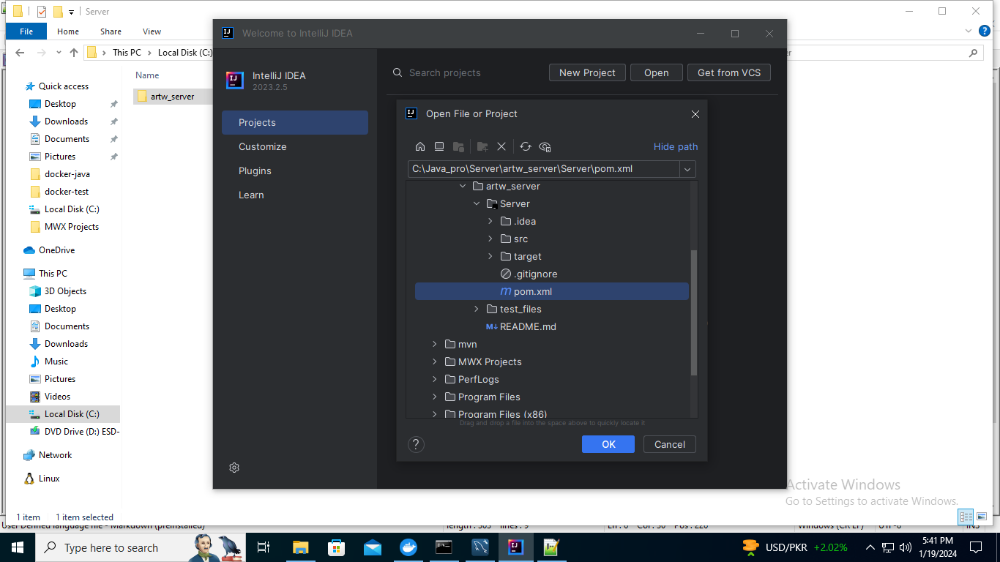 Server
File Home Share View
This PC > Local Disk (C:)
Name
artw_server
Quick access
Desktop
Downloads
Documents
Pictures
docker-java
docker-test
Local Disk (C:)
MWX Projects
OneDrive
This PC
3D Objects
Desktop
Documents
Downloads
Music
Pictures
Videos
Local Disk (C:)
DVD Drive (D:) ESD-
Network
Linux
1 item 1 item selected
Welcome to IntelliJ IDEA
IntelliJ IDEA
2023.2.5
Projects
Customize
Plugins
Learn
Search projects New Project Open Get from VCS
Open File or Project
Hide path
C:\Java_pro\Server\artw_server\Server\pom.xml
artw_server
Server
.idea
src
target
.gitignore
pom.xml
test_files
README.md
mvn
MWX Projects
PerfLogs
Program Files
Program Files (x86)
Drag and drop a file into the space above to quickly locate it
? OK Cancel
Activate Windows
Go to Settings to activate Windows.
Type here to search
USD/PKR +2.02%
5:41 PM
1/19/2024